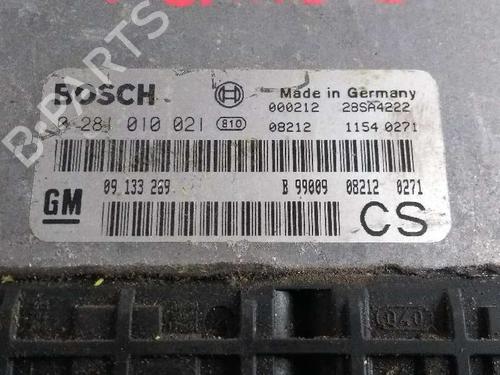 BOSCH Made in Germany
000212 28SA4222
0 281 010 021 810 08212 1154 0271
09 133 269 B 99009 08212 0271
GM CS
040
B PARTS